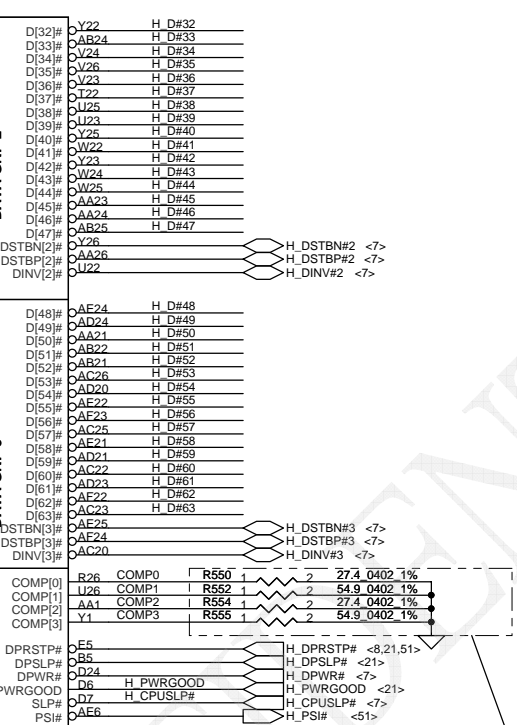 D[32]# Y22 H_D#32
D[33]# AB24 H_D#33
D[34]# V24 H_D#34
D[35]# V26 H_D#35
D[36]# V23 H_D#36
D[37]# T22 H_D#37
D[38]# U25 H_D#38
D[39]# U23 H_D#39
D[40]# Y25 H_D#40
D[41]# W22 H_D#41
D[42]# Y23 H_D#42
D[43]# W24 H_D#43
D[44]# W25 H_D#44
D[45]# AA23 H_D#45
D[46]# AA24 H_D#46
D[47]# AB25 H_D#47
DSTBN[2]# Y26 H_DSTBN#2 <7>
DSTBP[2]# AA26 H_DSTBP#2 <7>
DINV[2]# U22 H_DINV#2 <7>
D[48]# AE24 H_D#48
D[49]# AD24 H_D#49
D[50]# AA21 H_D#50
D[51]# AB22 H_D#51
D[52]# AB21 H_D#52
D[53]# AC26 H_D#53
D[54]# AD20 H_D#54
D[55]# AE22 H_D#55
D[56]# AF23 H_D#56
D[57]# AC25 H_D#57
D[58]# AE21 H_D#58
D[59]# AD21 H_D#59
D[60]# AC22 H_D#60
D[61]# AD23 H_D#61
D[62]# AF22 H_D#62
D[63]# AC23 H_D#63
DSTBN[3]# AE25 H_DSTBN#3 <7>
DSTBP[3]# AF24 H_DSTBP#3 <7>
DINV[3]# AC20 H_DINV#3 <7>
COMP[0] R26 COMP0 R550 1 2 27.4_0402_1%
COMP[1] U26 COMP1 R552 1 2 54.9_0402_1%
COMP[2] AA1 COMP2 R554 1 2 27.4_0402_1%
COMP[3] Y1 COMP3 R555 1 2 54.9_0402_1%
DPRSTP# E5 H_DPRSTP# <8,21,51>
DPSLP# B5 H_DPSLP# <21>
DPWR# D24 H_DPWR# <7>
PWRGOOD D6 H_PWRGOOD H_PWRGOOD <21>
SLP# D7 H_CPUSLP# H_CPUSLP# <7>
PSI# AE6 H_PSI# <51>